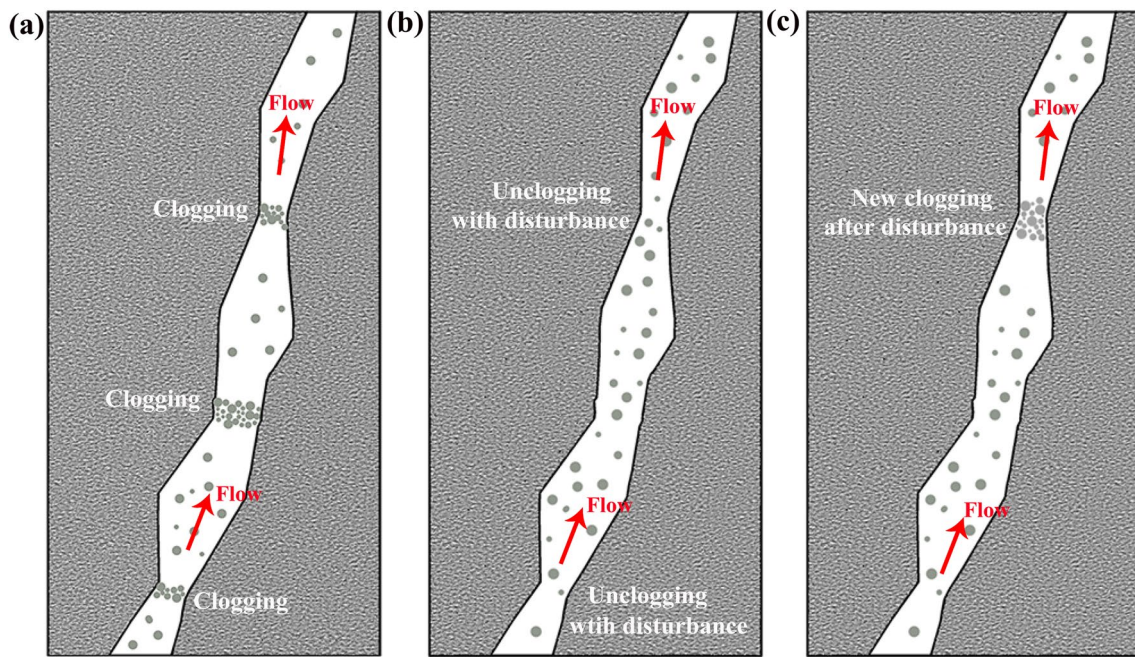 (a)
Flow
Clogging
Clogging
Flow
Clogging
(b)
Flow
Unclogging
with disturbance
Flow
Unclogging
wtih disturbance
(c)
Flow
New clogging
after disturbance
Flow